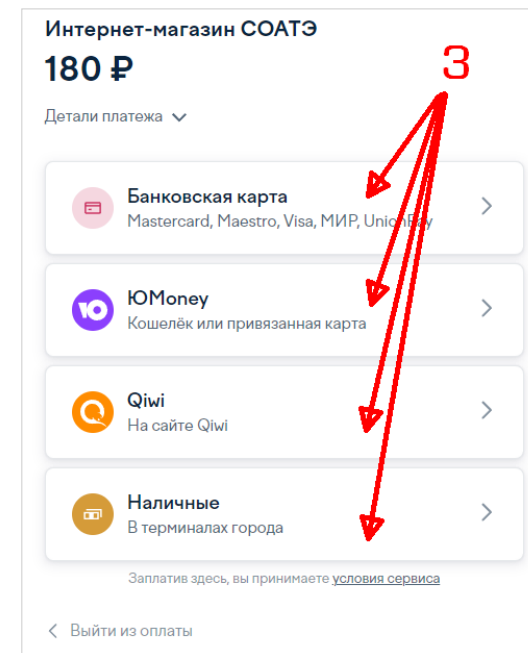 Интернет-магазин СОАТЭ
180 ₽
3
Детали платежа
Банковская карта
Mastercard, Maestro, Visa, МИР, UnionPay
ЮMoney
Кошелёк или привязанная карта
Qiwi
На сайте Qiwi
Наличные
В терминалах города
Заплатив здесь, вы принимаете условия сервиса
Выйти из оплаты